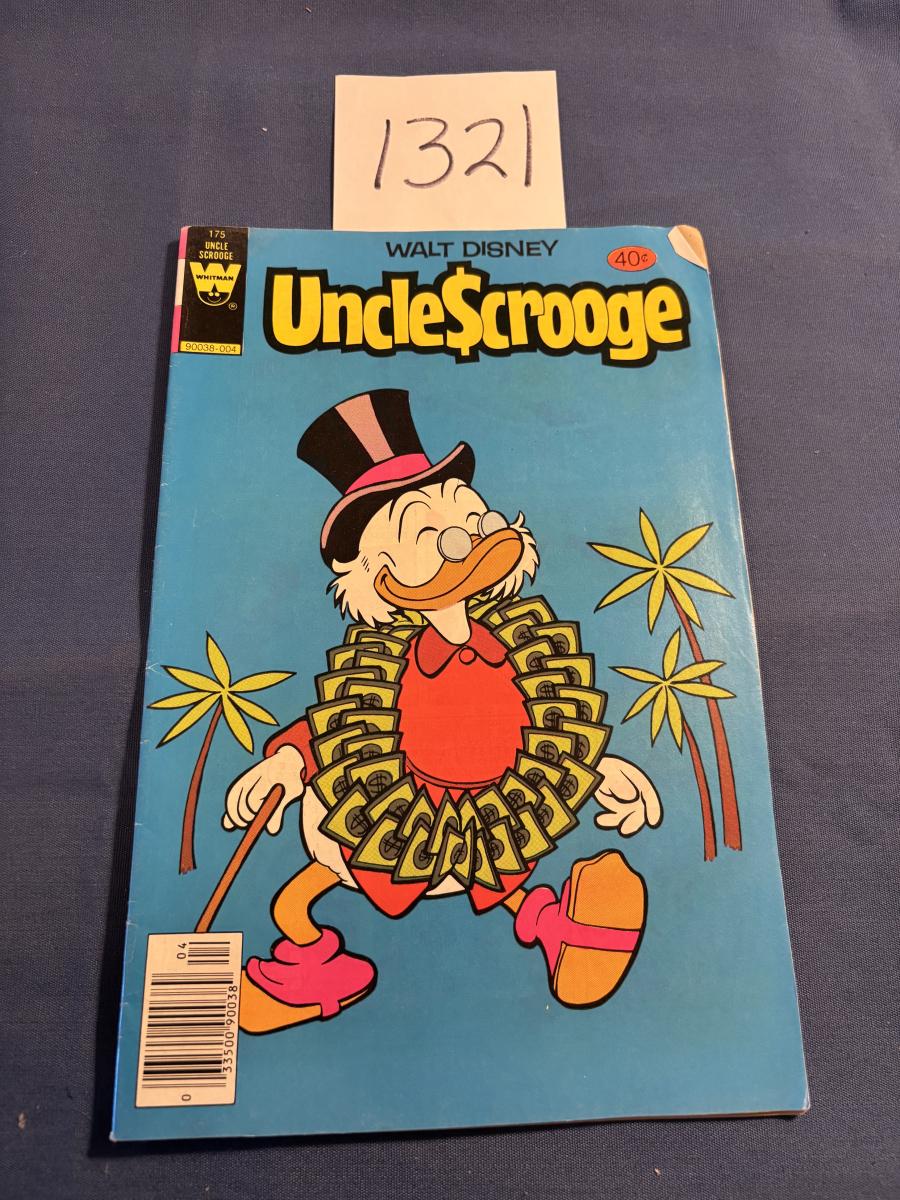 1321
175
UNCLE
SCROOGE
WHITMAN
®
90038-004
WALT DISNEY
40¢
Uncle$crooge
04
0
33500 90038